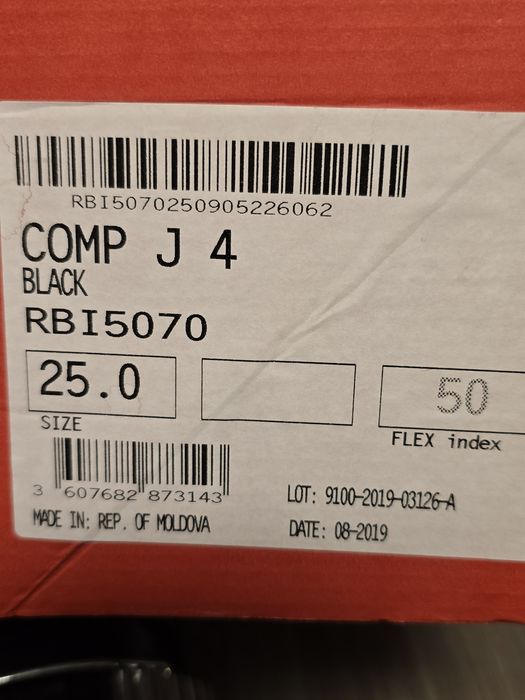 RBI5070250905226062
COMP J 4
BLACK
RBI5070
25.0
50
SIZE
FLEX index
3 607682 873143
LOT: 9100-2019-03126-A
MADE IN: REP. OF MOLDOVA
DATE: 08-2019